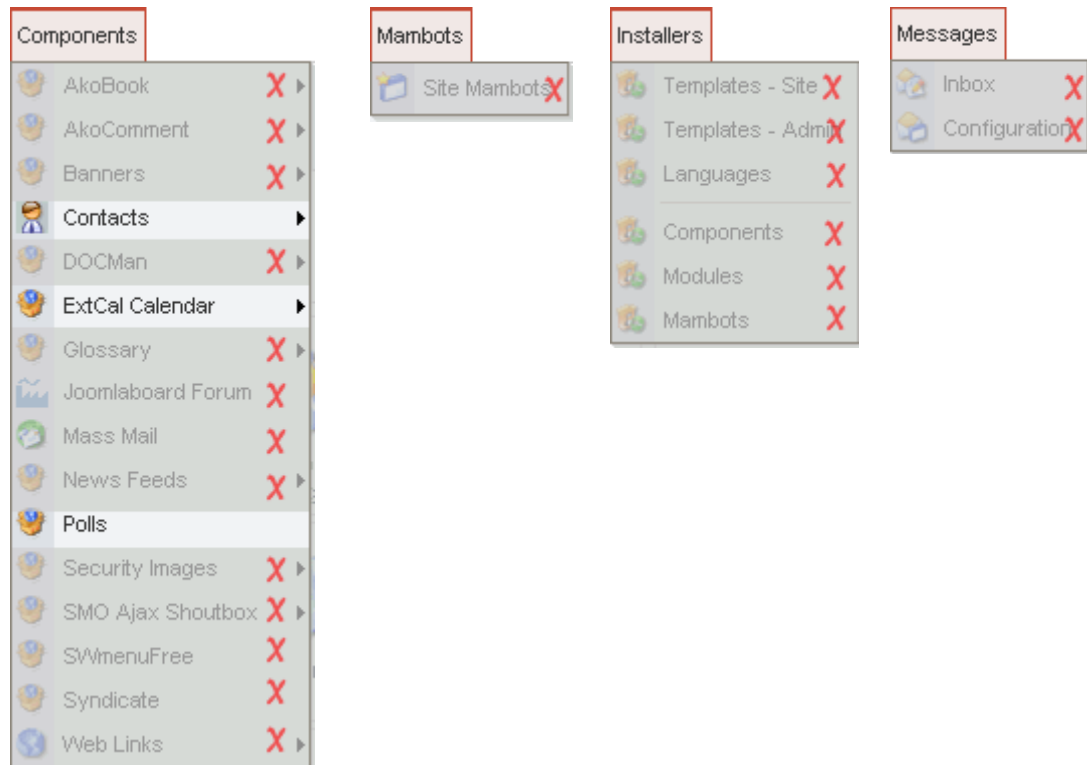 Components
AkoBook
AkoComment
Banners
Contacts
DOCMan
ExtCal Calendar
Glossary
Joomlaboard Forum
Mass Mail
News Feeds
Polls
Security Images
SMO Ajax Shoutbox
SWmenuFree
Syndicate
Web Links
Mambots
Site Mambots
Installers
Templates - Site
Templates - Admin
Languages
Components
Modules
Mambots
Messages
Inbox
Configuration